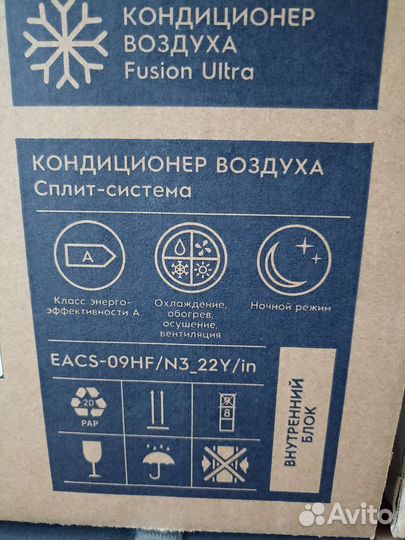 КОНДИЦИОНЕР
ВОЗДУХА
Fusion Ultra
КОНДИЦИОНЕР ВОЗДУХА
Сплит-система
A
Класс энерго-
эффективности А
Охлаждение,
обогрев,
осушение,
вентиляция
Ночной режим
EACS-09HF/N3_22Y/in
20
PAP
8
ВНУТРЕННИЙ
БЛОК
Avito